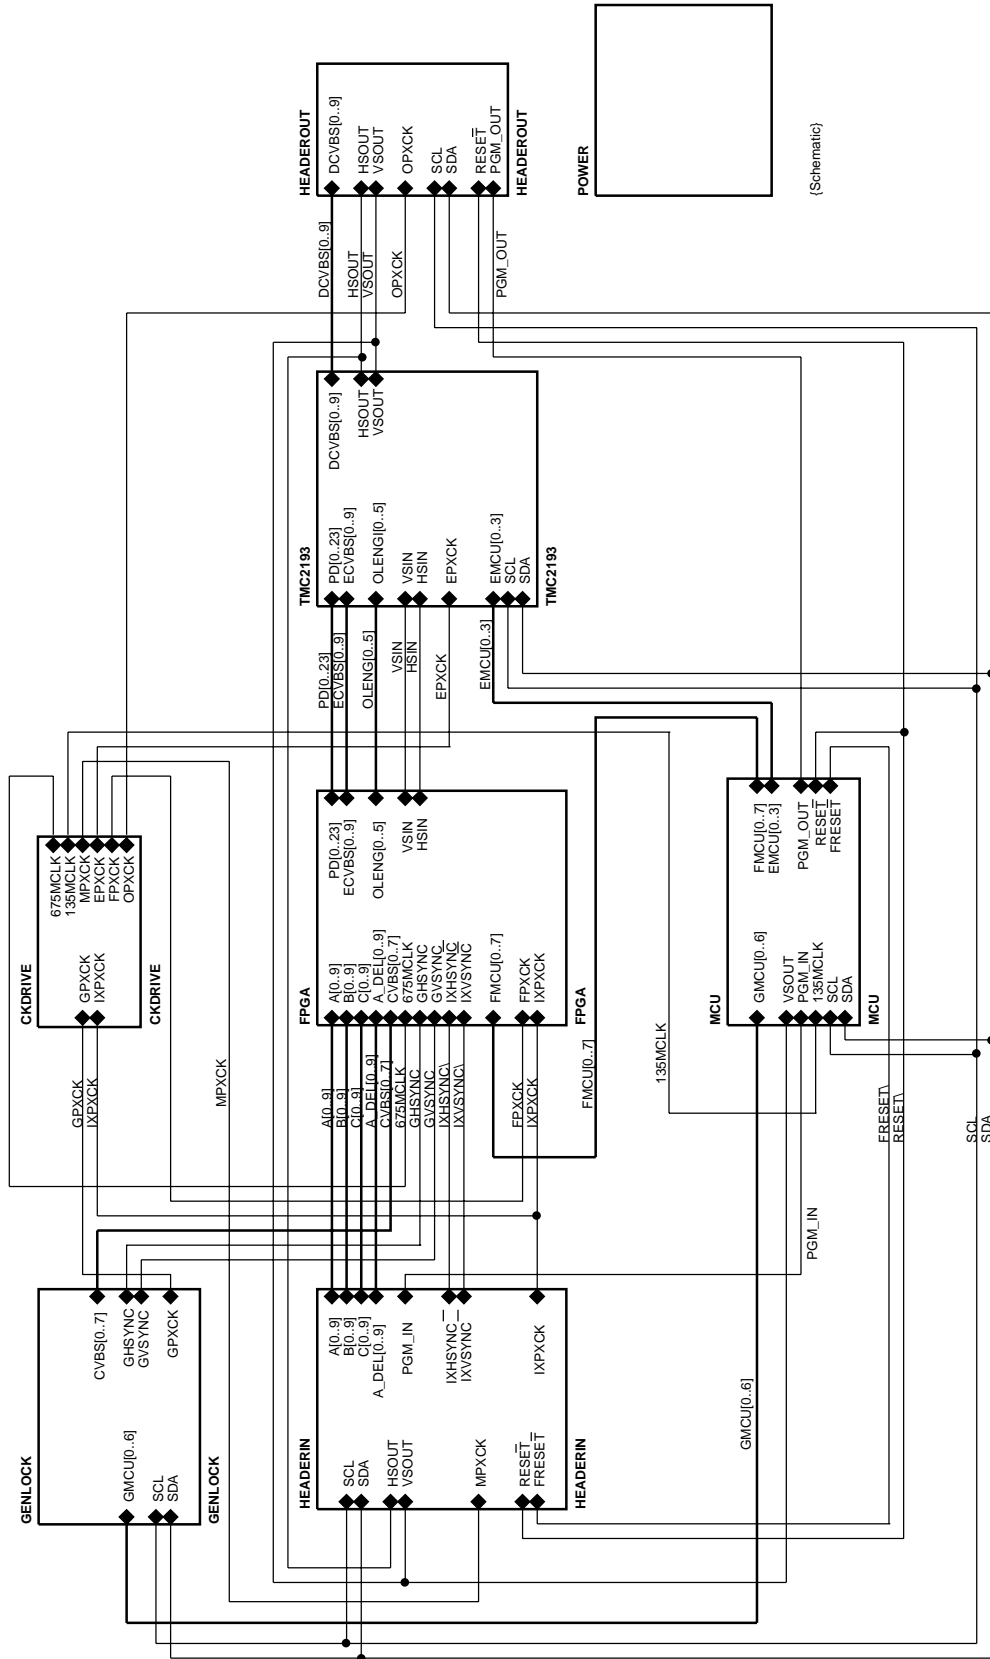 GENLOCK
GMCU[0..6]
SCL
SDA
CVBS[0..7]
GHSYNC
GVSYNC
GPXCK
GENLOCK
GPXCK
IXPXCK
CKDRIVE
GPXCK
IXPXCK
675MCLK
135MCLK
MPXCK
EPXCK
FPXCK
OPXCK
CKDRIVE
MPXCK
HEADERIN
SCL
SDA
HSOUT
VSOUT
MPXCK
RESET
FRESET
A[0..9]
B[0..9]
C[0..9]
A_DEL[0..9]
PGM_IN
IXHSYNC
IXVSYNC
IXPXCK
HEADERIN
A[0..9]
B[0..9]
C[0..9]
A_DEL[0..9]
CVBS[0..7]
675MCLK
GHSYNC
GVSYNC
IXHSYNC\
IXVSYNC\
FPXCK
IXPXCK
FPGA
A[0..9]
B[0..9]
C[0..9]
A_DEL[0..9]
CVBS[0..7]
675MCLK
GHSYNC
GVSYNC
IXHSYNC
IXVSYNC
FMCU[0..7]
FPXCK
IXPXCK
PD[0..23]
ECVBS[0..9]
OLENG[0..5]
VSIN
HSIN
FPGA
FMCU[0..7]
PD[0..23]
ECVBS[0..9]
OLENG[0..5]
VSIN
HSIN
EPXCK
EMCU[0..3]
TMC2193
PD[0..23]
ECVBS[0..9]
OLENGI[0..5]
VSIN
HSIN
EPXCK
EMCU[0..3]
SCL
SDA
DCVBS[0..9]
HSOUT
VSOUT
TMC2193
DCVBS[0..9]
HSOUT
VSOUT
OPXCK
PGM_OUT
HEADEROUT
DCVBS[0..9]
HSOUT
VSOUT
OPXCK
SCL
SDA
RESET
PGM_OUT
HEADEROUT
GMCU[0..6]
PGM_IN
135MCLK
MCU
GMCU[0..6]
VSOUT
PGM_IN
135MCLK
SCL
SDA
FMCU[0..7]
EMCU[0..3]
PGM_OUT
RESET
FRESET
MCU
FRESET\
RESET\
SCL
SDA
POWER
{Schematic}